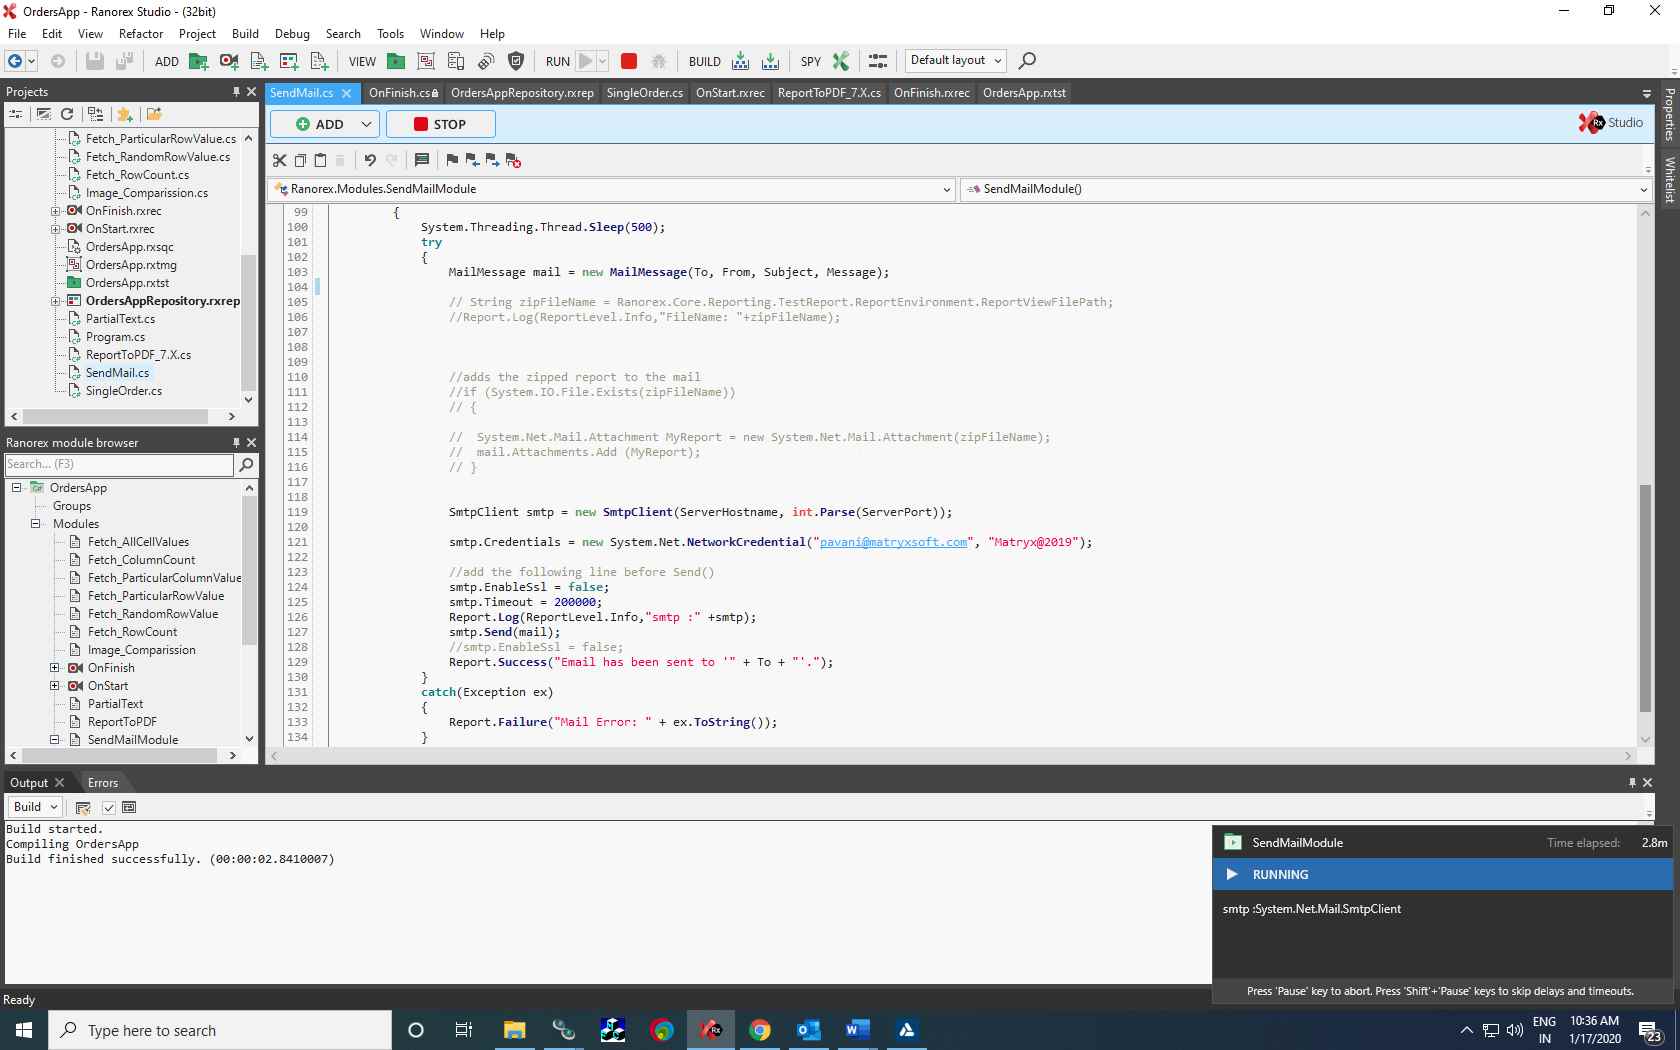 OrdersApp - Ranorex Studio - (32bit)
File Edit View Refactor Project Build Debug Search Tools Window Help
ADD VIEW RUN BUILD SPY Default layout
Projects
Fetch_ParticularRowValue.cs
Fetch_RandomRowValue.cs
Fetch_RowCount.cs
Image_Comparission.cs
OnFinish.rxrec
OnStart.rxrec
OrdersApp.rxsqc
OrdersApp.rxtmg
OrdersApp.rxtst
OrdersAppRepository.rxrep
PartialText.cs
Program.cs
ReportToPDF_7.X.cs
SendMail.cs
SingleOrder.cs
Ranorex module browser
Search... (F3)
OrdersApp
Groups
Modules
Fetch_AllCellValues
Fetch_ColumnCount
Fetch_ParticularColumnValue
Fetch_ParticularRowValue
Fetch_RandomRowValue
Fetch_RowCount
Image_Comparission
OnFinish
OnStart
PartialText
ReportToPDF
SendMailModule
SendMail.cs OnFinish.cs OrdersAppRepository.rxrep SingleOrder.cs OnStart.rxrec ReportToPDF_7.X.cs OnFinish.rxrec OrdersApp.rxtst
ADD STOP Rx Studio
Ranorex.Modules.SendMailModule SendMailModule()
99 {
100 System.Threading.Thread.Sleep(500);
101 try
102 {
103 MailMessage mail = new MailMessage(To, From, Subject, Message);
104
105 // String zipFileName = Ranorex.Core.Reporting.TestReport.ReportEnvironment.ReportViewFilePath;
106 //Report.Log(ReportLevel.Info,"FileName: "+zipFileName);
107
108
109
110 //adds the zipped report to the mail
111 //if (System.IO.File.Exists(zipFileName))
112 // {
113
114 // System.Net.Mail.Attachment MyReport = new System.Net.Mail.Attachment(zipFileName);
115 // mail.Attachments.Add (MyReport);
116 // }
117
118
119 SmtpClient smtp = new SmtpClient(ServerHostname, int.Parse(ServerPort));
120
121 smtp.Credentials = new System.Net.NetworkCredential("pavani@matryxsoft.com", "Matryx@2019");
122
123 //add the following line before Send()
124 smtp.EnableSsl = false;
125 smtp.Timeout = 200000;
126 Report.Log(ReportLevel.Info,"smtp :" +smtp);
127 smtp.Send(mail);
128 //smtp.EnableSsl = false;
129 Report.Success("Email has been sent to '" + To + "'.");
130 }
131 catch(Exception ex)
132 {
133 Report.Failure("Mail Error: " + ex.ToString());
134 }
Properties
Whitelist
Output Errors
Build
Build started.
Compiling OrdersApp
Build finished successfully. (00:00:02.8410007)
SendMailModule Time elapsed: 2.8m
RUNNING
smtp :System.Net.Mail.SmtpClient
Press 'Pause' key to abort. Press 'Shift'+'Pause' keys to skip delays and timeouts.
Ready
Type here to search
ENG
IN
10:36 AM
1/17/2020
23